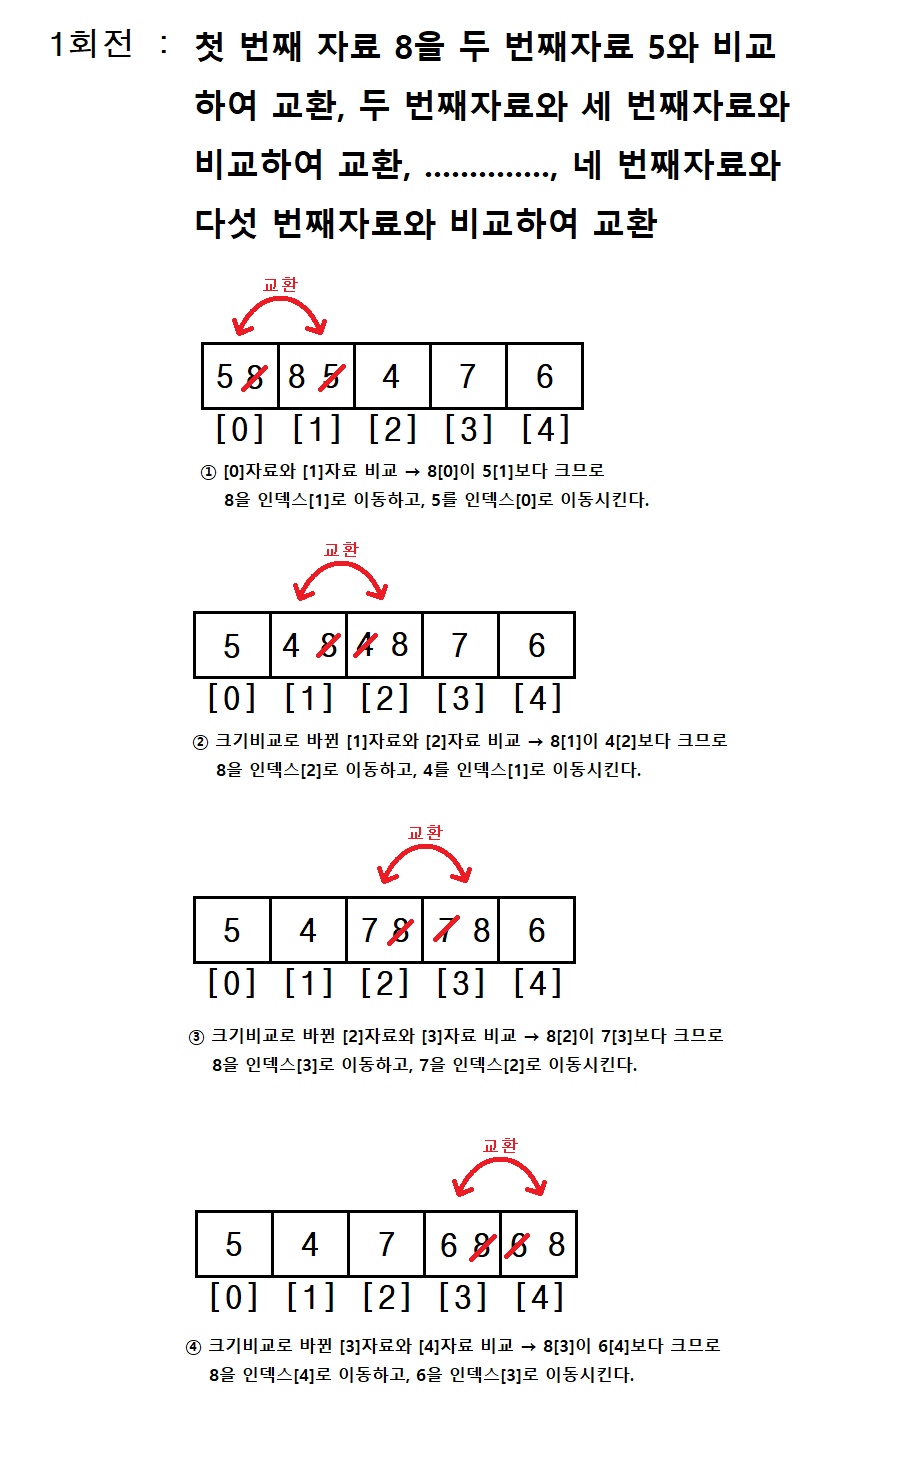 1회전 : 첫 번째 자료 8을 두 번째자료 5와 비교
하여 교환, 두 번째자료와 세 번째자료와
비교하여 교환, .............., 네 번째자료와
다섯 번째자료와 비교하여 교환
교환
5 8 8 5 4 7 6
[0] [1] [2] [3] [4]
① [0]자료와 [1]자료 비교 → 8[0]이 5[1]보다 크므로
8을 인덱스[1]로 이동하고, 5를 인덱스[0]로 이동시킨다.
교환
5 4 8 4 8 7 6
[0] [1] [2] [3] [4]
② 크기비교로 바뀐 [1]자료와 [2]자료 비교 → 8[1]이 4[2]보다 크므로
8을 인덱스[2]로 이동하고, 4를 인덱스[1]로 이동시킨다.
교환
5 4 7 8 7 8 6
[0] [1] [2] [3] [4]
③ 크기비교로 바뀐 [2]자료와 [3]자료 비교 → 8[2]이 7[3]보다 크므로
8을 인덱스[3]로 이동하고, 7을 인덱스[2]로 이동시킨다.
교환
5 4 7 6 8 6 8
[0] [1] [2] [3] [4]
④ 크기비교로 바뀐 [3]자료와 [4]자료 비교 → 8[3]이 6[4]보다 크므로
8을 인덱스[4]로 이동하고, 6을 인덱스[3]로 이동시킨다.